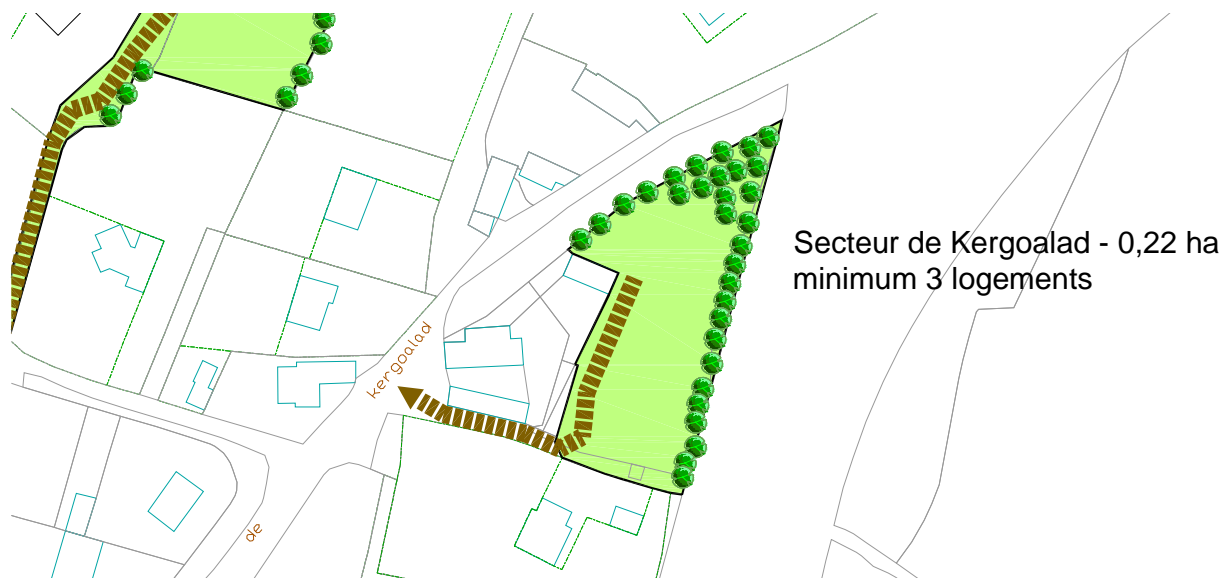 Secteur de Kergoalad - 0,22 ha
minimum 3 logements
kergoalad
de